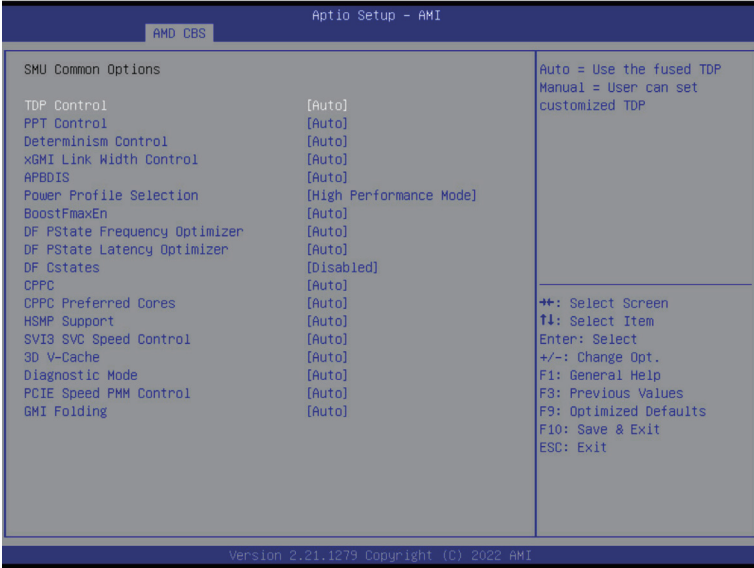 Aptio Setup – AMI
AMD CBS
SMU Common Options
TDP Control [Auto]
PPT Control [Auto]
Determinism Control [Auto]
xGMI Link Width Control [Auto]
APBDIS [Auto]
Power Profile Selection [High Performance Mode]
BoostFmaxEn [Auto]
DF PState Frequency Optimizer [Auto]
DF PState Latency Optimizer [Auto]
DF Cstates [Disabled]
CPPC [Auto]
CPPC Preferred Cores [Auto]
HSMP Support [Auto]
SVI3 SVC Speed Control [Auto]
3D V-Cache [Auto]
Diagnostic Mode [Auto]
PCIE Speed PMM Control [Auto]
GMI Folding [Auto]
Auto = Use the fused TDP
Manual = User can set
customized TDP
→←: Select Screen
↑↓: Select Item
Enter: Select
+/-: Change Opt.
F1: General Help
F3: Previous Values
F9: Optimized Defaults
F10: Save & Exit
ESC: Exit
Version 2.21.1279 Copyright (C) 2022 AMI